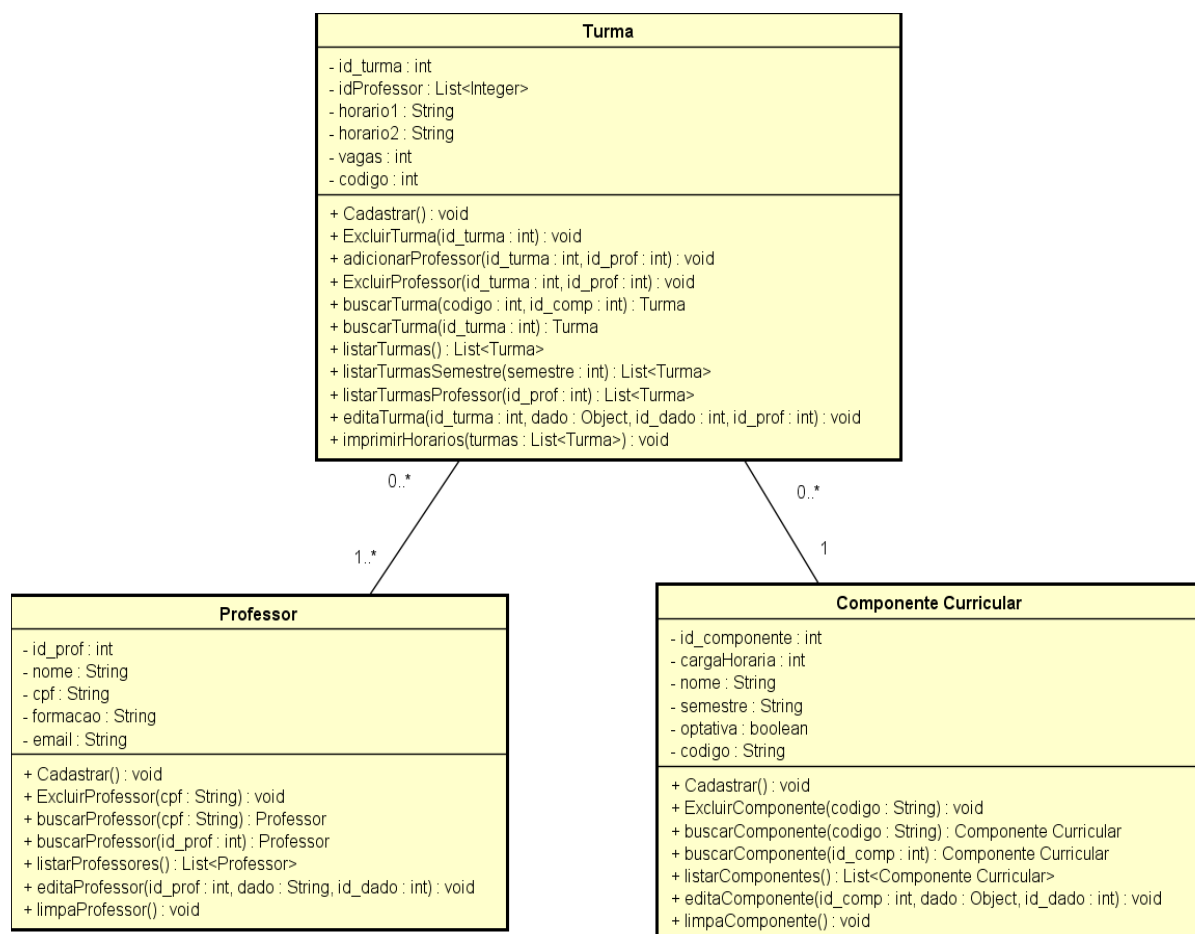 Turma
- id_turma : int
- idProfessor : List<Integer>
- horario1 : String
- horario2 : String
- vagas : int
- codigo : int
+ Cadastrar() : void
+ ExcluirTurma(id_turma : int) : void
+ adicionarProfessor(id_turma : int, id_prof : int) : void
+ ExcluirProfessor(id_turma : int, id_prof : int) : void
+ buscarTurma(codigo : int, id_comp : int) : Turma
+ buscarTurma(id_turma : int) : Turma
+ listarTurmas() : List<Turma>
+ listarTurmasSemestre(semestre : int) : List<Turma>
+ listarTurmasProfessor(id_prof : int) : List<Turma>
+ editaTurma(id_turma : int, dado : Object, id_dado : int, id_prof : int) : void
+ imprimirHorarios(turmas : List<Turma>) : void
0..*
0..*
1..*
1
Professor
- id_prof : int
- nome : String
- cpf : String
- formacao : String
- email : String
+ Cadastrar() : void
+ ExcluirProfessor(cpf : String) : void
+ buscarProfessor(cpf : String) : Professor
+ buscarProfessor(id_prof : int) : Professor
+ listarProfessores() : List<Professor>
+ editaProfessor(id_prof : int, dado : String, id_dado : int) : void
+ limpaProfessor() : void
Componente Curricular
- id_componente : int
- cargaHoraria : int
- nome : String
- semestre : String
- optativa : boolean
- codigo : String
+ Cadastrar() : void
+ ExcluirComponente(codigo : String) : void
+ buscarComponente(codigo : String) : Componente Curricular
+ buscarComponente(id_comp : int) : Componente Curricular
+ listarComponentes() : List<Componente Curricular>
+ editaComponente(id_comp : int, dado : Object, id_dado : int) : void
+ limpaComponente() : void